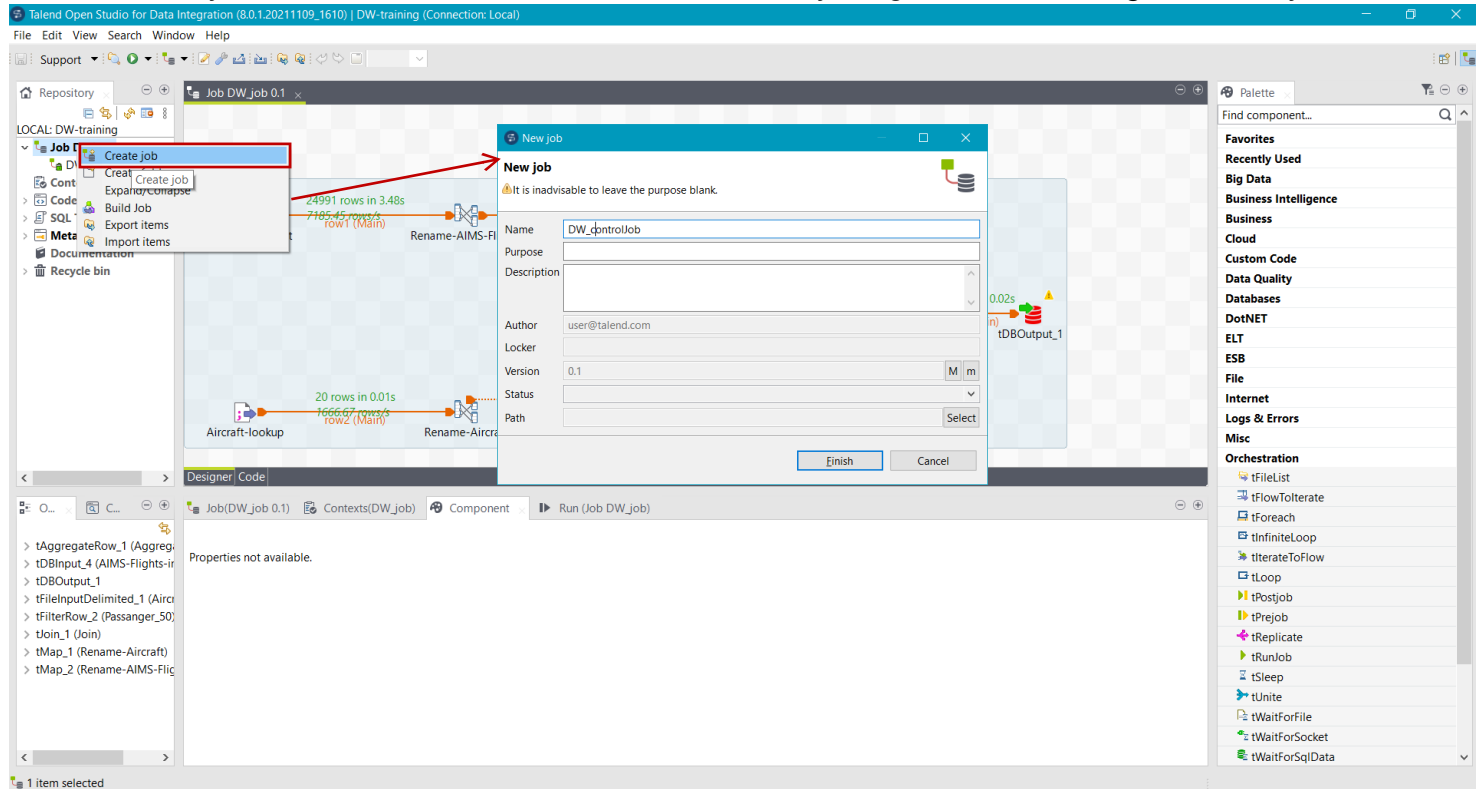 Talend Open Studio for Data Integration (8.0.1.20211109_1610) | DW-training (Connection: Local)
File Edit View Search Window Help
Support
Repository
LOCAL: DW-training
Job D
Create job
D
Creat
Create job
Cont
Expand/Collapse
Code
Build Job
SQL
Export items
Meta
Import items
Documentation
Recycle bin
Job DW_job 0.1
24991 rows in 3.48s
7185.45 rows/s
row1 (Main)
t
Rename-AIMS-Fl
20 rows in 0.01s
1666.67 rows/s
row2 (Main)
Aircraft-lookup
Rename-Aircra
0.02s
n)
tDBOutput_1
Designer Code
New job
New job
It is inadvisable to leave the purpose blank.
Name DW_controlJob
Purpose
Description
Author user@talend.com
Locker
Version 0.1 M m
Status
Path Select
Finish Cancel
Palette
Find component...
Favorites
Recently Used
Big Data
Business Intelligence
Business
Cloud
Custom Code
Data Quality
Databases
DotNET
ELT
ESB
File
Internet
Logs & Errors
Misc
Orchestration
tFileList
tFlowToIterate
tForeach
tInfiniteLoop
tIterateToFlow
tLoop
tPostjob
tPrejob
tReplicate
tRunJob
tSleep
tUnite
tWaitForFile
tWaitForSocket
tWaitForSqlData
O... C...
tAggregateRow_1 (Aggrega
tDBInput_4 (AIMS-Flights-in
tDBOutput_1
tFileInputDelimited_1 (Aircr
tFilterRow_2 (Passanger_50)
tJoin_1 (Join)
tMap_1 (Rename-Aircraft)
tMap_2 (Rename-AIMS-Flig
Job(DW_job 0.1) Contexts(DW_job) Component Run (Job DW_job)
Properties not available.
1 item selected